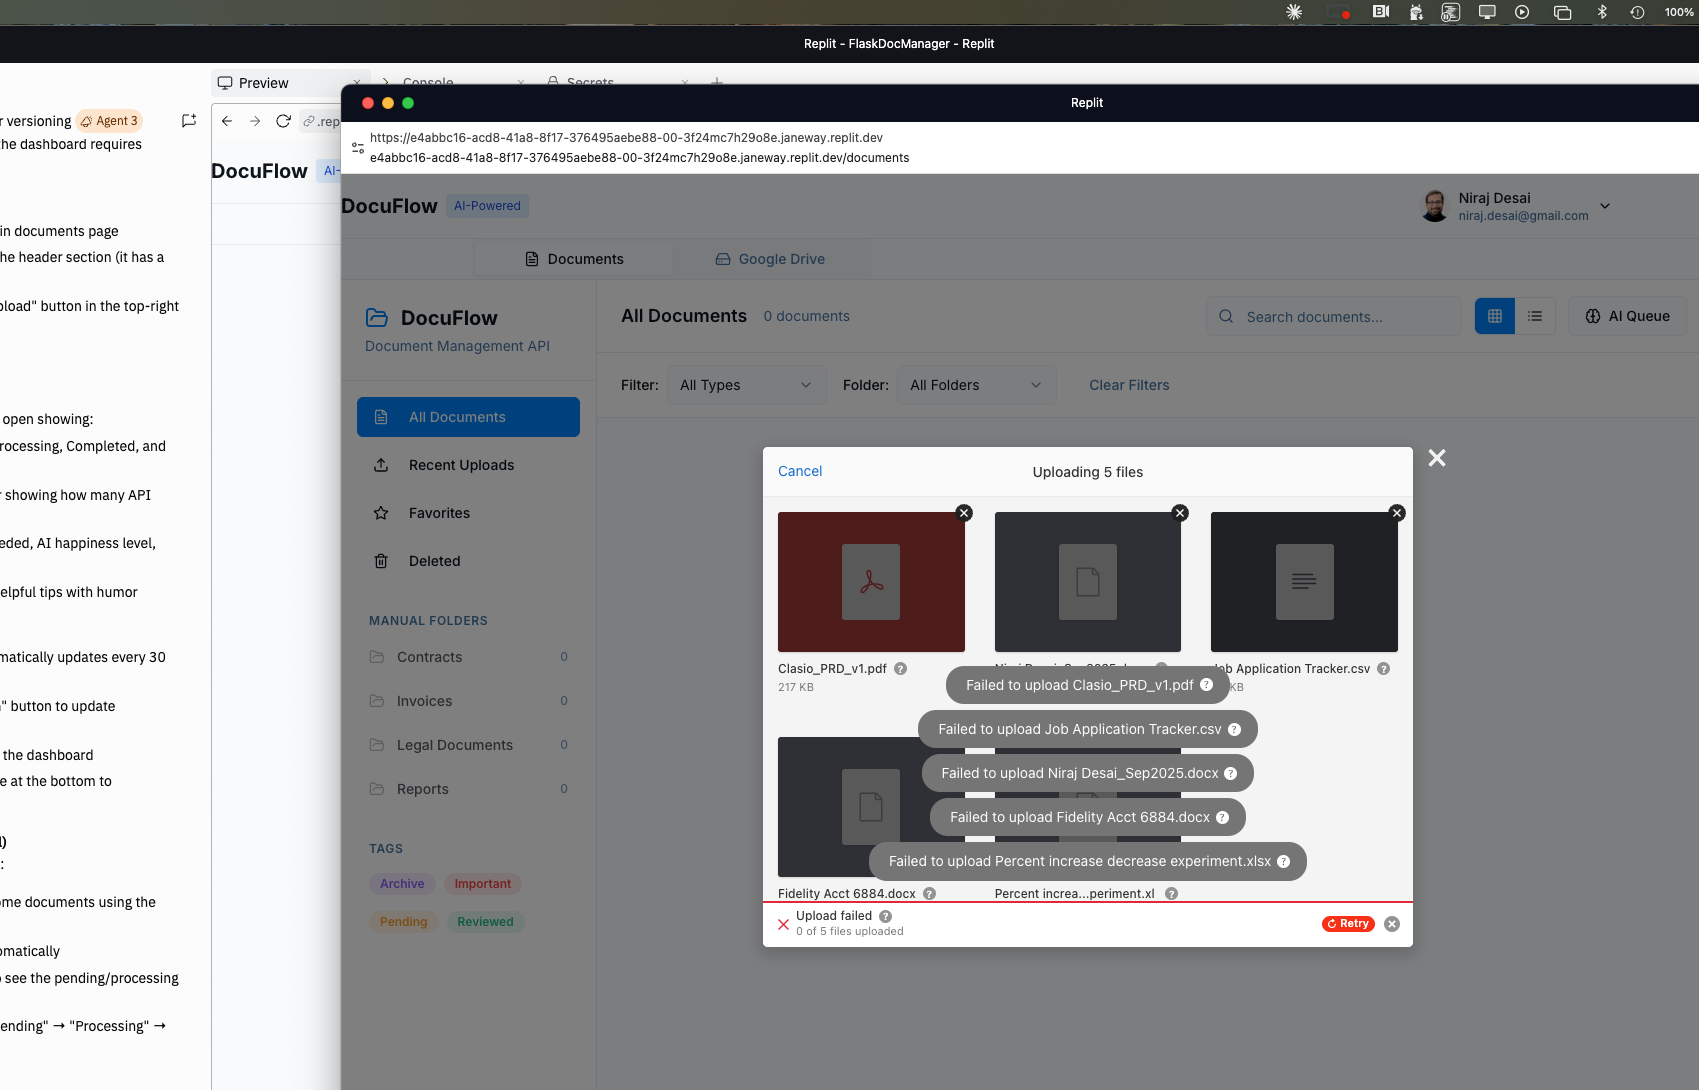 100%
Replit - FlaskDocManager - Replit
Preview
Console
Secrets
r versioning Agent 3
he dashboard requires
.rep
DocuFlow AI-
in documents page
he header section (it has a
pload" button in the top-right
open showing:
rocessing, Completed, and
r showing how many API
eded, AI happiness level,
elpful tips with humor
matically updates every 30
" button to update
the dashboard
e at the bottom to
)
:
me documents using the
omatically
o see the pending/processing
ending" → "Processing" →
Replit
https://e4abbc16-acd8-41a8-8f17-376495aebe88-00-3f24mc7h29o8e.janeway.replit.dev
e4abbc16-acd8-41a8-8f17-376495aebe88-00-3f24mc7h29o8e.janeway.replit.dev/documents
DocuFlow AI-Powered
Niraj Desai
niraj.desai@gmail.com
Documents
Google Drive
DocuFlow
Document Management API
All Documents
Recent Uploads
Favorites
Deleted
MANUAL FOLDERS
Contracts 0
Invoices 0
Legal Documents 0
Reports 0
TAGS
Archive Important
Pending Reviewed
All Documents 0 documents
Search documents...
AI Queue
Filter: All Types Folder: All Folders Clear Filters
Cancel Uploading 5 files
Clasio_PRD_v1.pdf
217 KB
ob Application Tracker.csv
KB
Failed to upload Clasio_PRD_v1.pdf
Failed to upload Job Application Tracker.csv
Failed to upload Niraj Desai_Sep2025.docx
Failed to upload Fidelity Acct 6884.docx
Failed to upload Percent increase decrease experiment.xlsx
Fidelity Acct 6884.docx
Percent increa...periment.xl
Upload failed
0 of 5 files uploaded
Retry